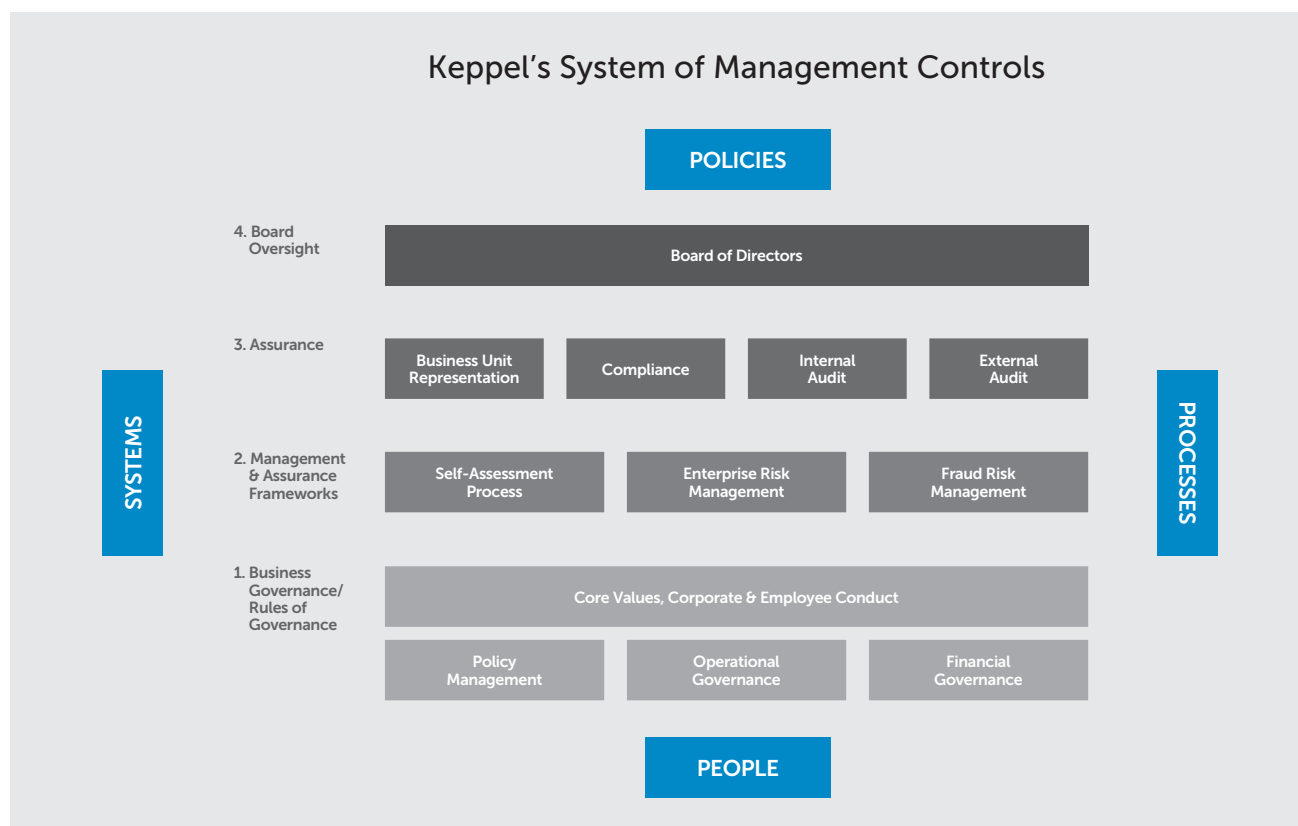 Keppel’s System of Management Controls
POLICIES
4. Board
Oversight
Board of Directors
3. Assurance
Business Unit
Representation
Compliance
Internal
Audit
External
Audit
SYSTEMS
PROCESSES
2. Management
& Assurance
Frameworks
Self-Assessment
Process
Enterprise Risk
Management
Fraud Risk
Management
1. Business
Governance/
Rules of
Governance
Core Values, Corporate & Employee Conduct
Policy
Management
Operational
Governance
Financial
Governance
PEOPLE